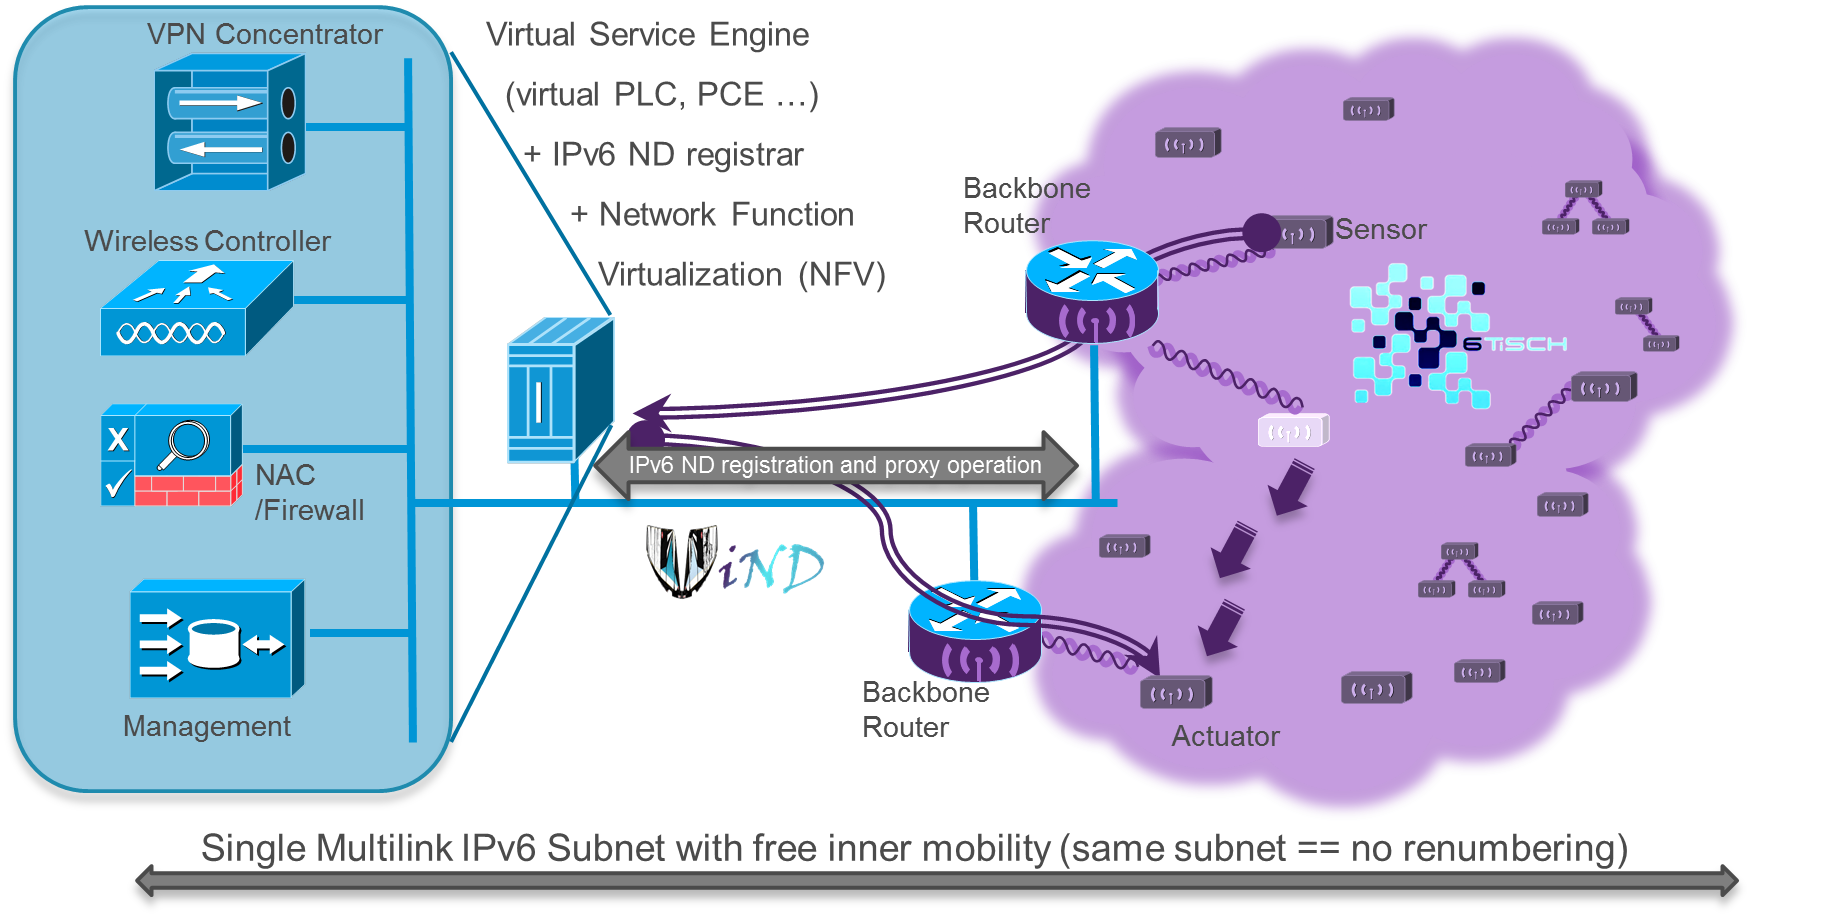 VPN Concentrator
Wireless Controller
X
NAC
/Firewall
Management
Virtual Service Engine
(virtual PLC, PCE ...)
+ IPv6 ND registrar
+ Network Function
Virtualization (NFV)
Backbone
Router
Sensor
6TiSCH
IPv6 ND registration and proxy operation
WiND
Backbone
Router
Actuator
Single Multilink IPv6 Subnet with free inner mobility (same subnet == no renumbering)